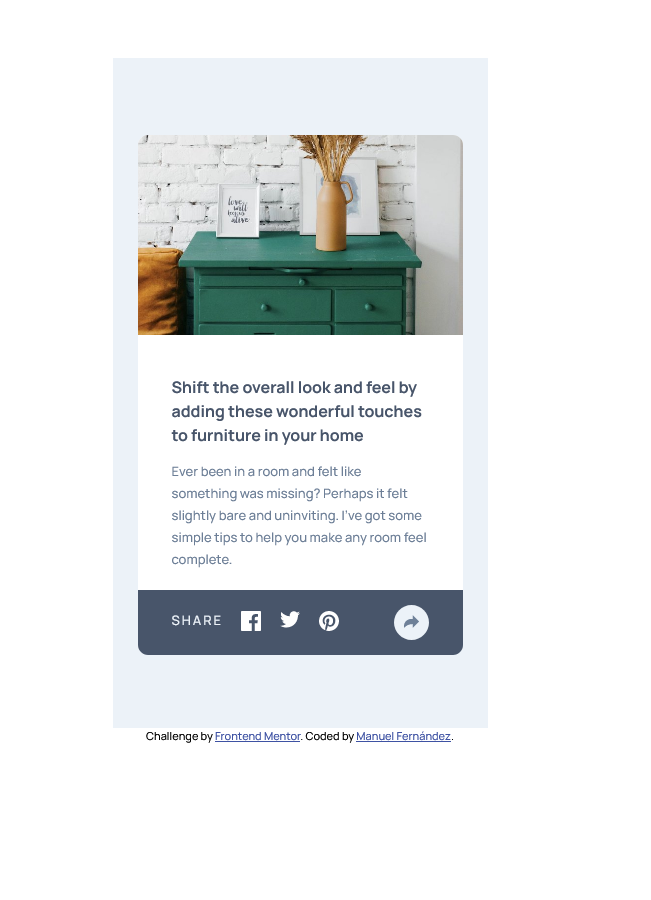 love
will
begin
alive
Shift the overall look and feel by
adding these wonderful touches
to furniture in your home
Ever been in a room and felt like
something was missing? Perhaps it felt
slightly bare and uninviting. I've got some
simple tips to help you make any room feel
complete.
SHARE
Challenge by Frontend Mentor. Coded by Manuel Fernández.